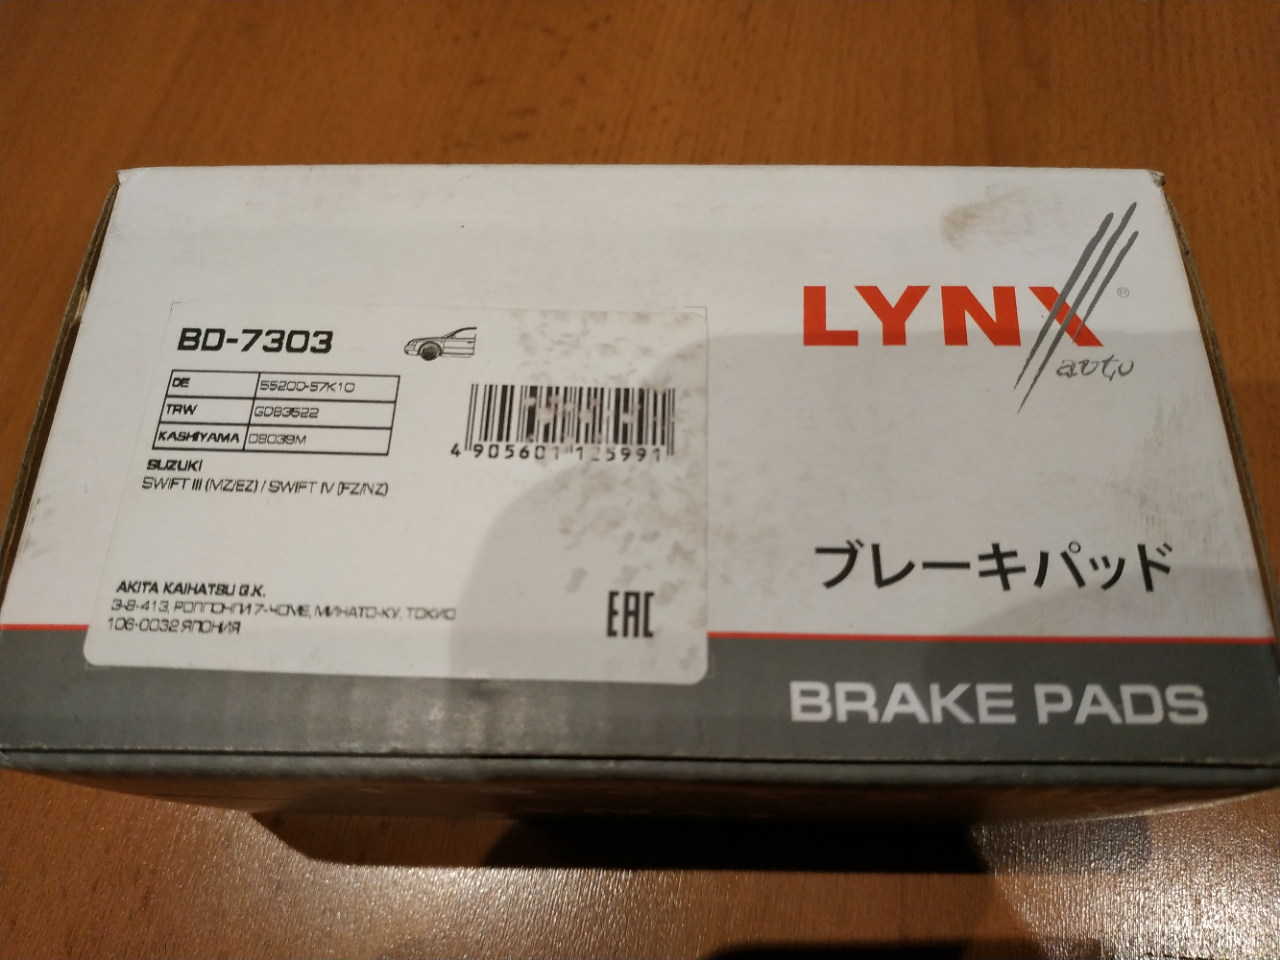 BD-7303
OE 55200-57K10
TRW GDB3522
KASHIYAMA D8039M
SUZUKI
SWIFT III (MZ/EZ) / SWIFT IV (FZ/NZ)
4 905601 125991
AKITA KAIHATSU G.K.
3-8-413, РОППОНГИ 7-ЧОМЕ, МИНАТО-КУ, ТОКИО
106-0032 ЯПОНИЯ
EAC
LYNX
®
auto
ブレーキパッド
BRAKE PADS